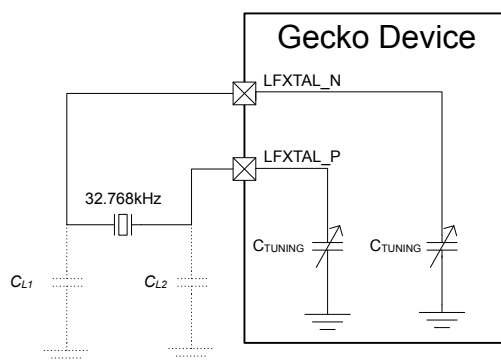 Gecko Device
LFXTAL_N
LFXTAL_P
32.768kHz
CTUNING CTUNING
CL1 CL2